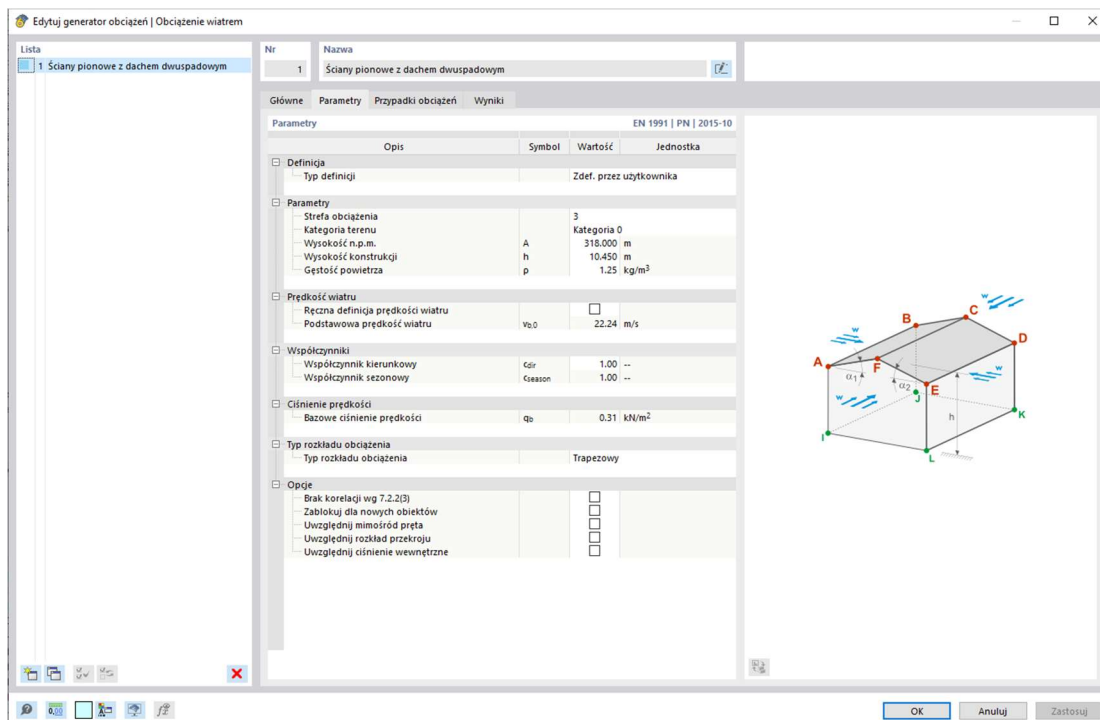 Edytuj generator obciążeń | Obciążenie wiatrem
Lista
1 Ściany pionowe z dachem dwuspadowym
Nr
1
Nazwa
Ściany pionowe z dachem dwuspadowym
Główne Parametry Przypadki obciążeń Wyniki
Parametry EN 1991 | PN | 2015-10
Opis Symbol Wartość Jednostka
Definicja
Typ definicji Zdef. przez użytkownika
Parametry
Strefa obciążenia 3
Kategoria terenu Kategoria 0
Wysokość n.p.m. A 318.000 m
Wysokość konstrukcji h 10.450 m
Gęstość powietrza ρ 1.25 kg/m³
Prędkość wiatru
Ręczna definicja prędkości wiatru
Podstawowa prędkość wiatru vb,0 22.24 m/s
Współczynniki
Współczynnik kierunkowy cdir 1.00 --
Współczynnik sezonowy cseason 1.00 --
Ciśnienie prędkości
Bazowe ciśnienie prędkości qb 0.31 kN/m²
Typ rozkładu obciążenia
Typ rozkładu obciążenia Trapezowy
Opcje
Brak korelacji wg 7.2.2(3)
Zablokuj dla nowych obiektów
Uwzględnij mimośród pręta
Uwzględnij rozkład przekroju
Uwzględnij ciśnienie wewnętrzne
w
C
B
w
D
A
F
α1
α2
w
E
J
w
h
K
I
L
0,00
OK Anuluj Zastosuj